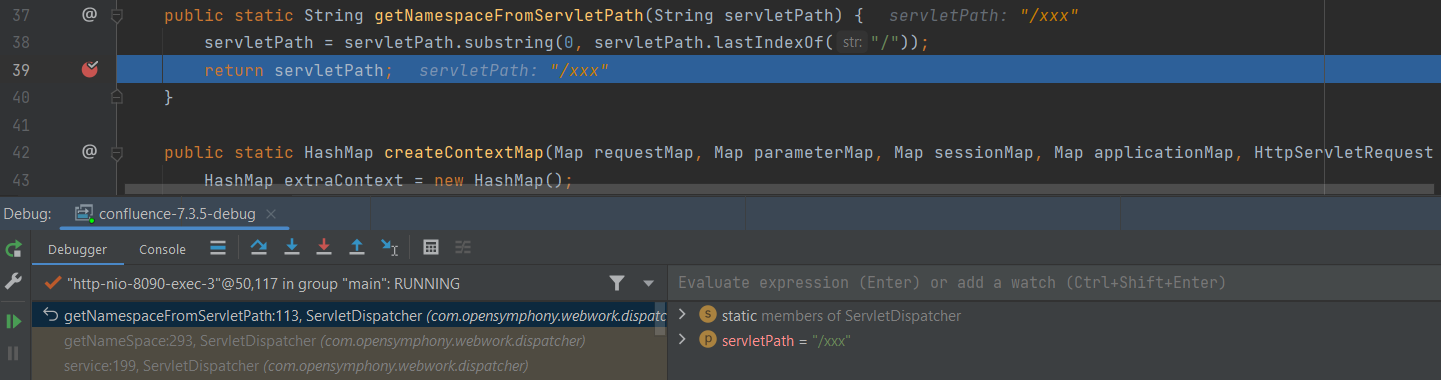 37 @ public static String getNamespaceFromServletPath(String servletPath) { servletPath: "/xxx"
38 servletPath = servletPath.substring(0, servletPath.lastIndexOf( str: "/"));
39 return servletPath; servletPath: "/xxx"
40 }
41
42 @ public static HashMap createContextMap(Map requestMap, Map parameterMap, Map sessionMap, Map applicationMap, HttpServletRequest
43 HashMap extraContext = new HashMap();
Debug: confluence-7.3.5-debug ×
Debugger Console
"http-nio-8090-exec-3"@50,117 in group "main": RUNNING
Evaluate expression (Enter) or add a watch (Ctrl+Shift+Enter)
getNamespaceFromServletPath:113, ServletDispatcher (com.opensymphony.webwork.dispatc
s static members of ServletDispatcher
getNameSpace:293, ServletDispatcher (com.opensymphony.webwork.dispatcher)
p servletPath = "/xxx"
service:199, ServletDispatcher (com.opensymphony.webwork.dispatcher)